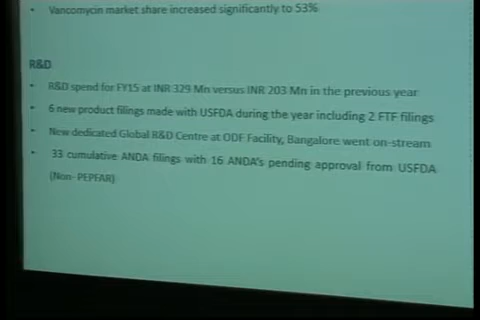 • Vancomycin market share increased significantly to 53%
R&D
• R&D spend for FY15 at INR 329 Mn versus INR 203 Mn in the previous year
• 6 new product filings made with USFDA during the year including 2 FTF filings
• New dedicated Global R&D Centre at ODF Facility, Bangalore went on-stream
• 33 cumulative ANDA filings with 16 ANDA's pending approval from USFDA
(Non- PEPFAR)